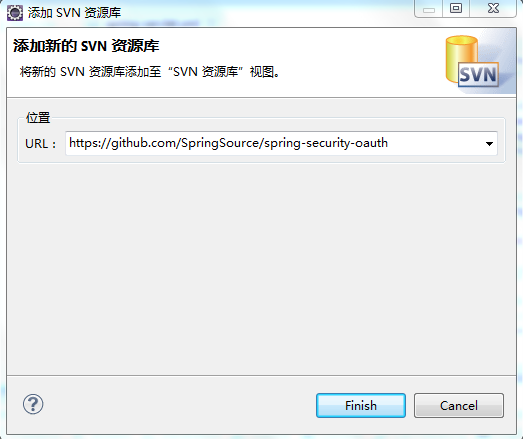 添加 SVN 资源库
添加新的 SVN 资源库
将新的 SVN 资源库添加至“SVN 资源库”视图。
SVN
位置
URL：
https://github.com/SpringSource/spring-security-oauth
Finish
Cancel